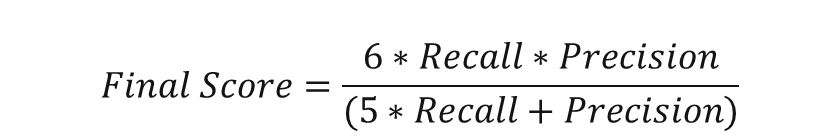 Final Score = 6 * Recall * Precision / (5 * Recall + Precision)